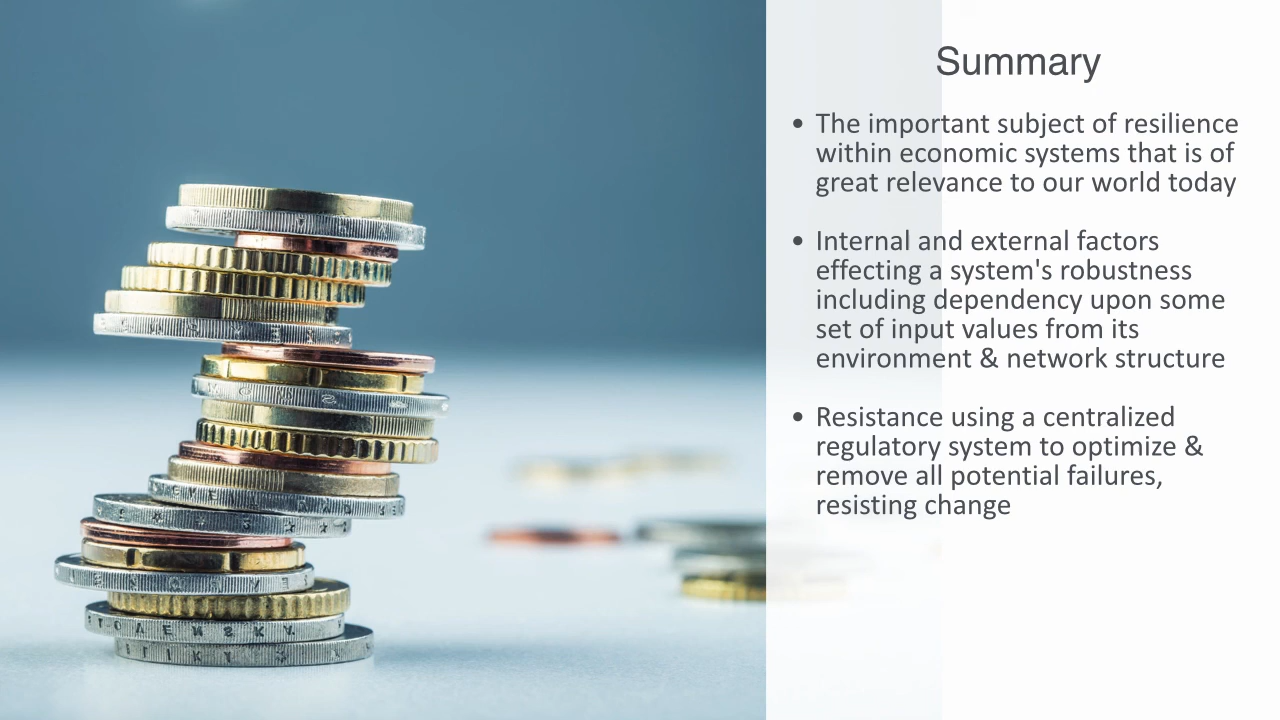 Summary
• The important subject of resilience
within economic systems that is of
great relevance to our world today
• Internal and external factors
effecting a system's robustness
including dependency upon some
set of input values from its
environment & network structure
• Resistance using a centralized
regulatory system to optimize &
remove all potential failures,
resisting change